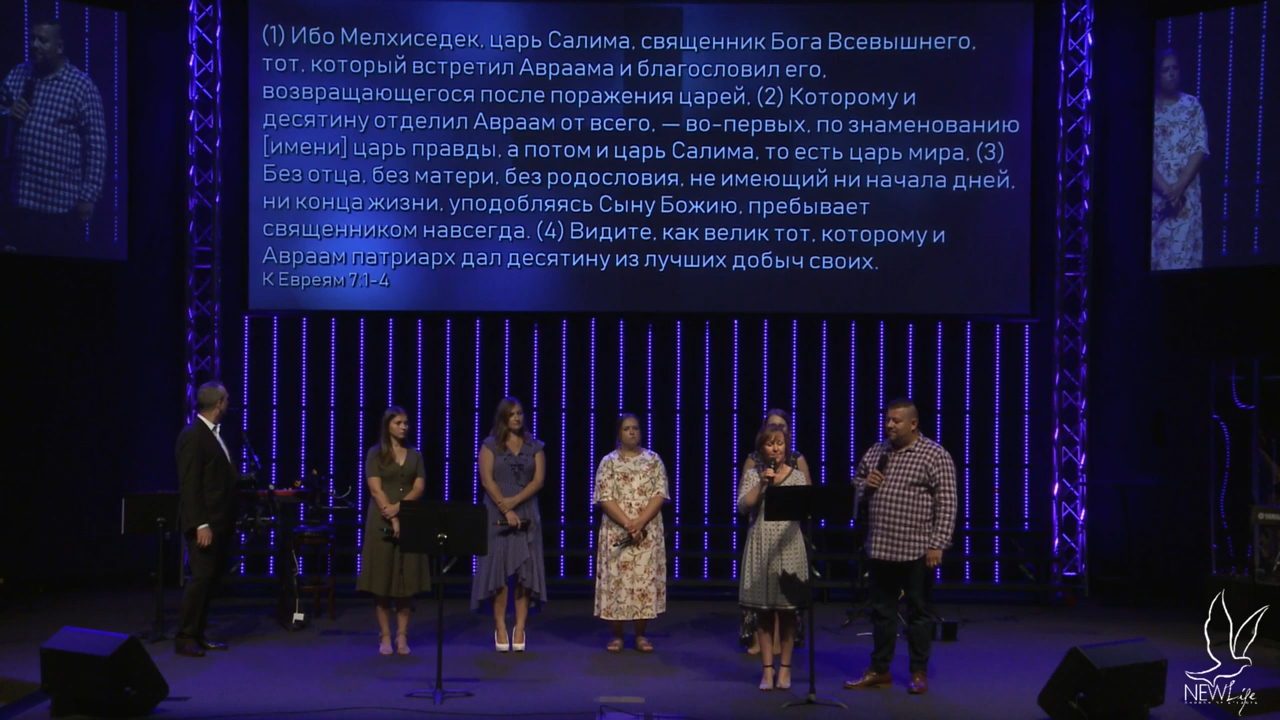 (1) Ибо Мелхиседек, царь Салима, священник Бога Всевышнего,
тот, который встретил Авраама и благословил его,
возвращающегося после поражения царей, (2) Которому и
десятину отделил Авраам от всего, — во-первых, по знаменованию
[имени] царь правды, а потом и царь Салима, то есть царь мира, (3)
Без отца, без матери, без родословия, не имеющий ни начала дней,
ни конца жизни, уподобляясь Сыну Божию, пребывает
священником навсегда. (4) Видите, как велик тот, которому и
Авраам патриарх дал десятину из лучших добыч своих.
К Евреям 7:1-4
NEW Life